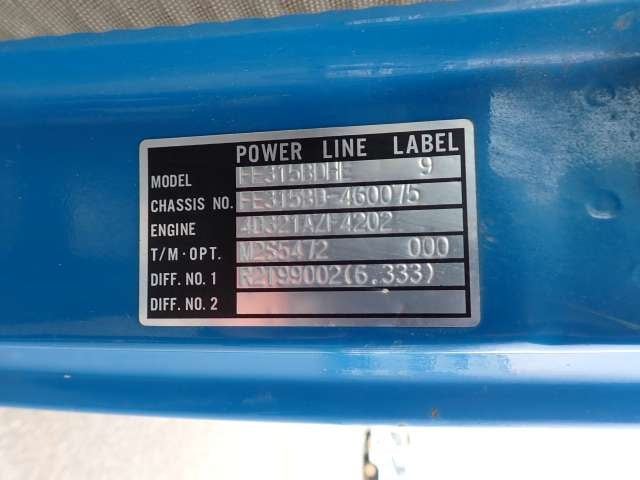 POWER LINE LABEL
MODEL FE315BDHE 9
CHASSIS NO. FE315BD-460075
ENGINE 4D321AZF4202
T/M·OPT. M2S5472 000
DIFF. NO. 1 R2T99002(6.333)
DIFF. NO. 2